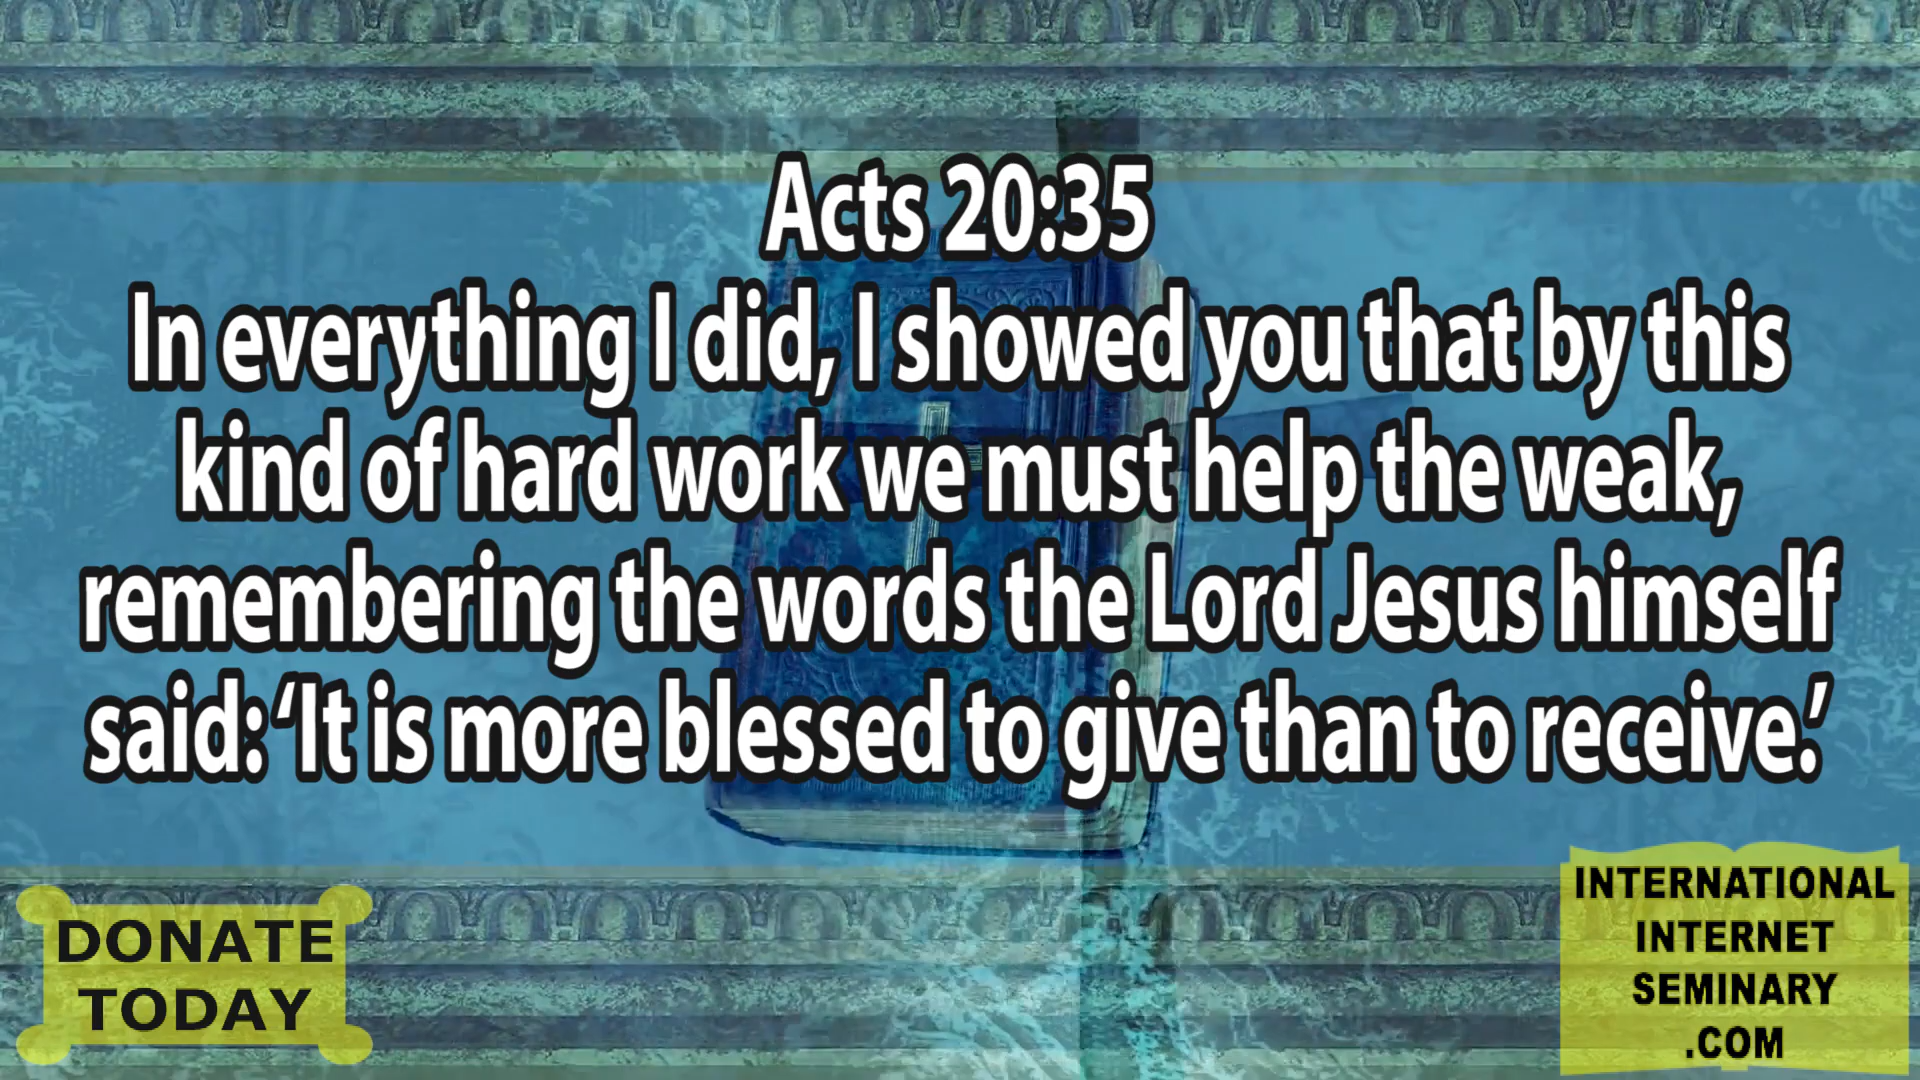 Acts 20:35
In everything I did, I showed you that by this
kind of hard work we must help the weak,
remembering the words the Lord Jesus himself
said: ‘It is more blessed to give than to receive.’
DONATE
TODAY
INTERNATIONAL
INTERNET
SEMINARY
.COM